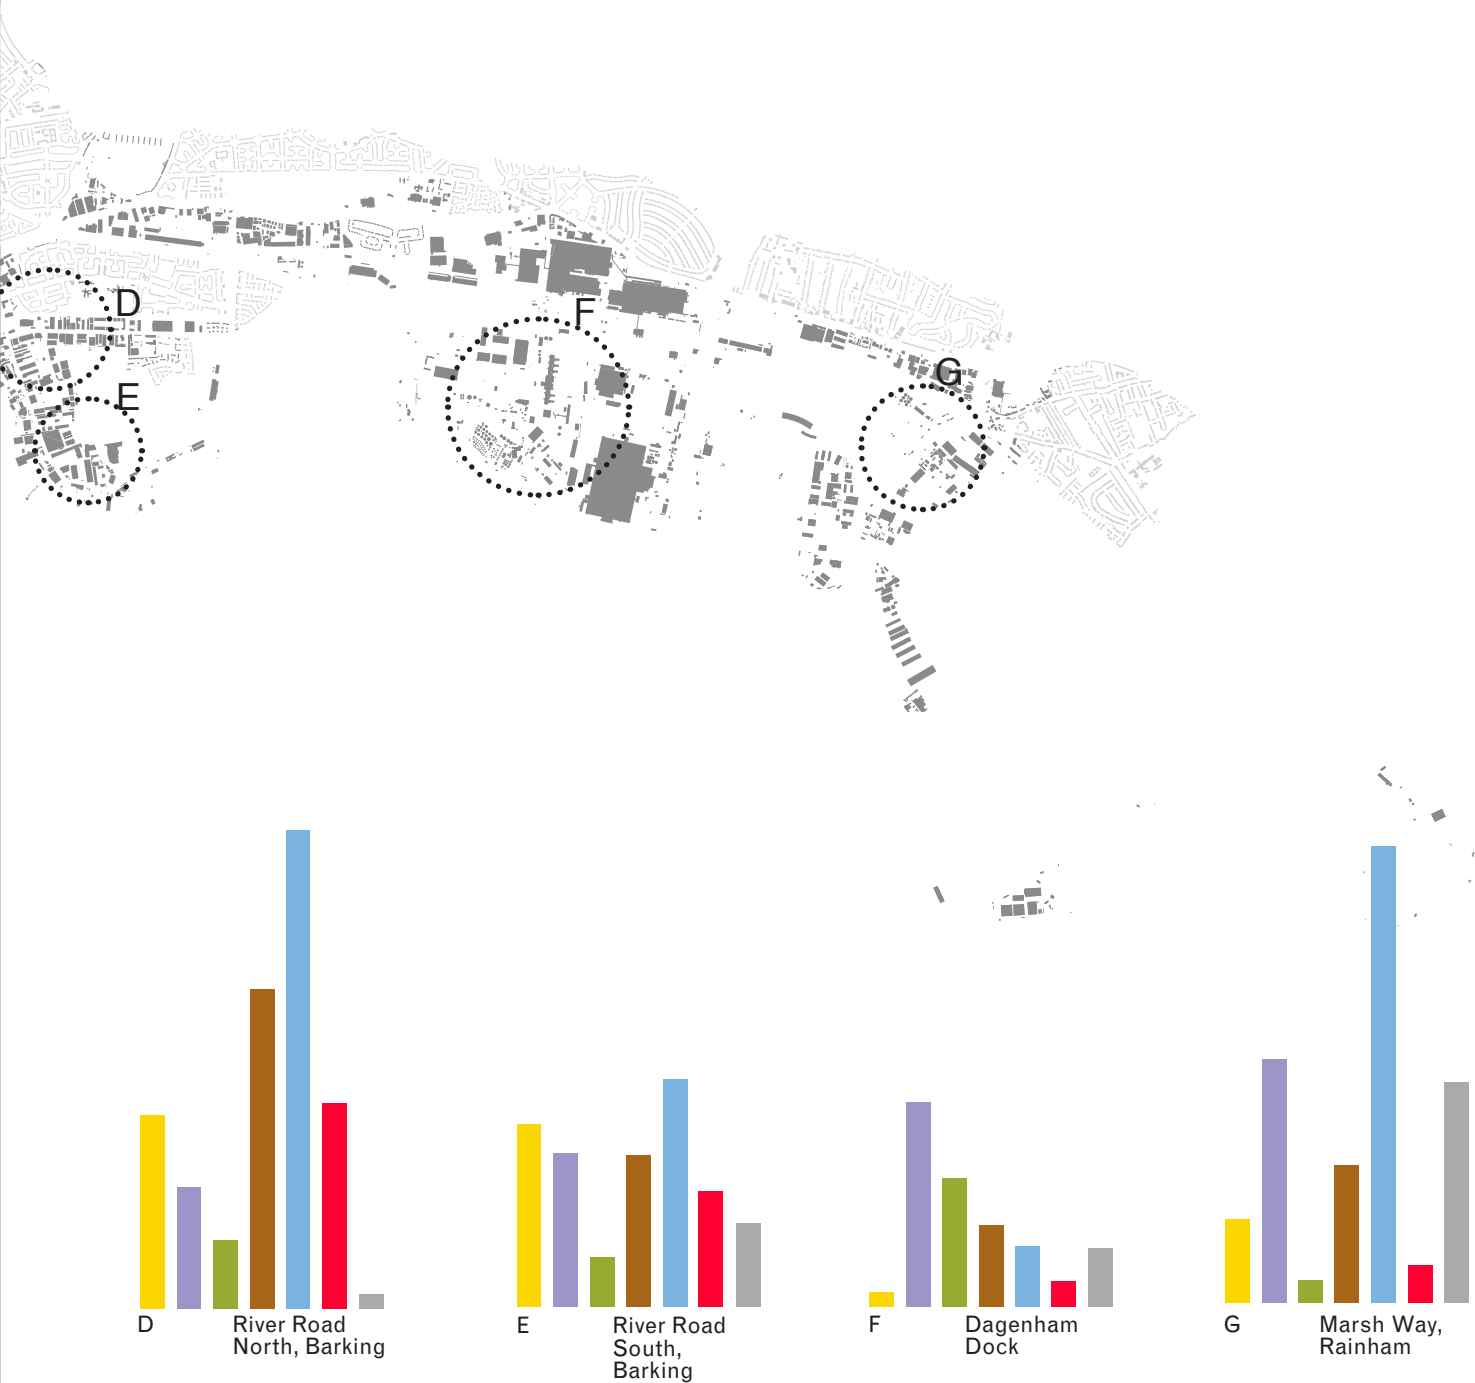 D
F
G
E
D
River Road
North, Barking
E
River Road
South,
Barking
F
Dagenham
Dock
G
Marsh Way,
Rainham